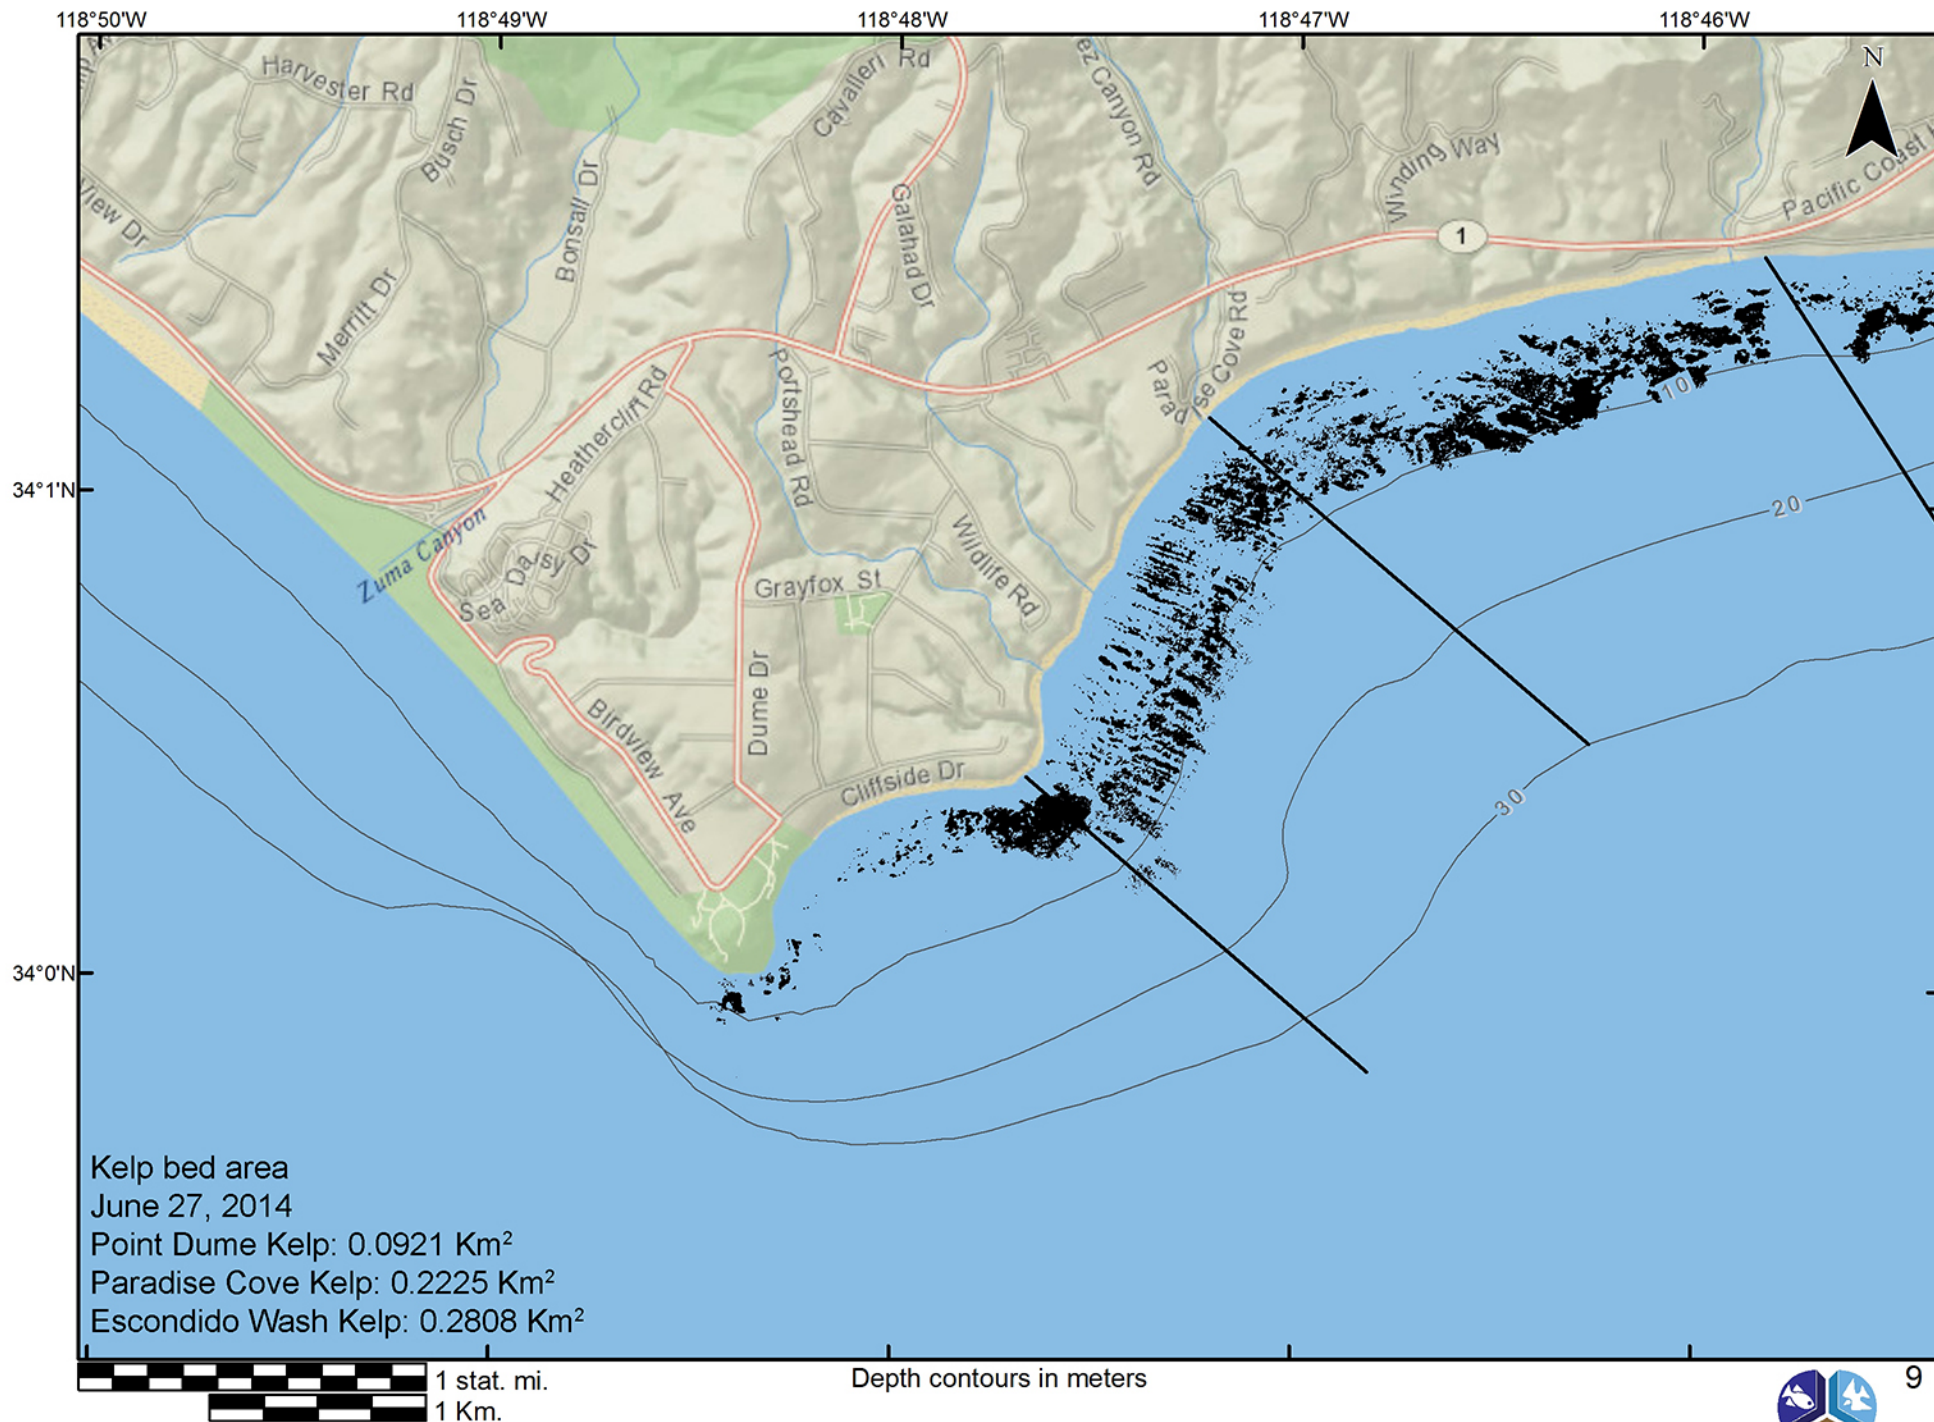 118°50'W 118°49'W 118°48'W 118°47'W 118°46'W
N
Harvester Rd
Busch Dr
Cavalleri Rd
ez Canyon Rd
Winding Way
Pacific Coast
View Dr
Bonsall Dr
Galahad Dr
1
Merritt Dr
Paradise Cove Rd
Portshead Rd
Heathercliff Rd
10
34°1'N
20
Zuma Canyon
Sea Daisy Dr
Wildlife Rd
Grayfox St
Birdview Ave
Dume Dr
Cliffside Dr
30
34°0'N
Kelp bed area
June 27, 2014
Point Dume Kelp: 0.0921 Km²
Paradise Cove Kelp: 0.2225 Km²
Escondido Wash Kelp: 0.2808 Km²
1 stat. mi.
1 Km.
Depth contours in meters
9